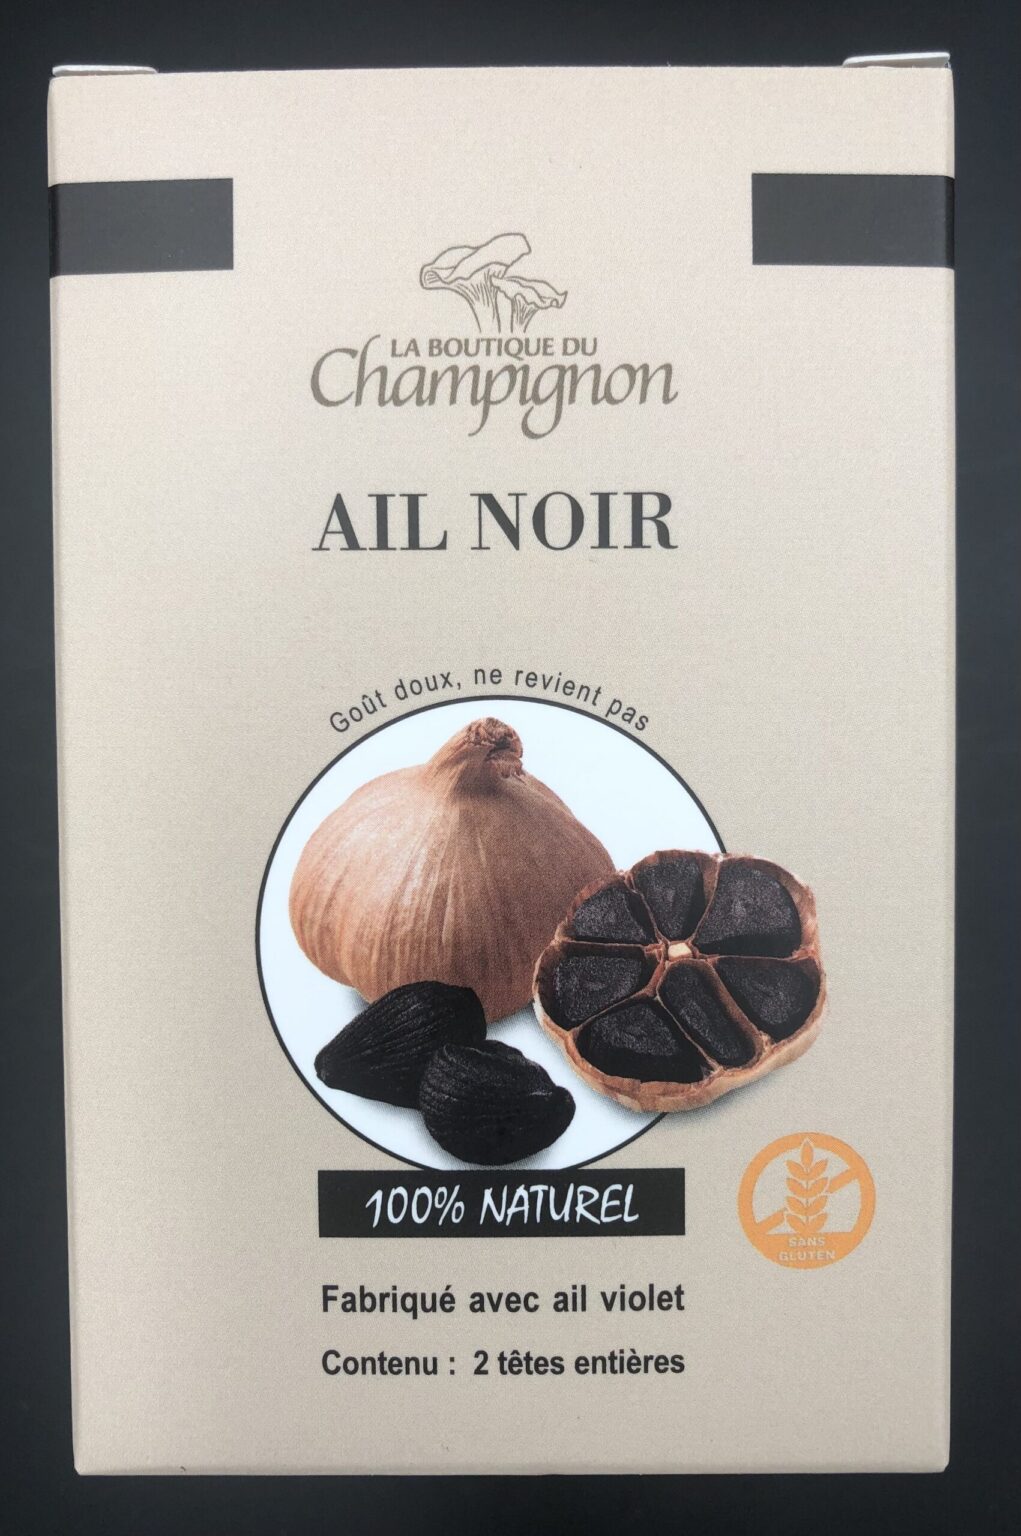 LA BOUTIQUE DU
Champignon
AIL NOIR
Goût doux, ne revient pas
100% NATUREL
SANS
GLUTEN
Fabriqué avec ail violet
Contenu : 2 têtes entières